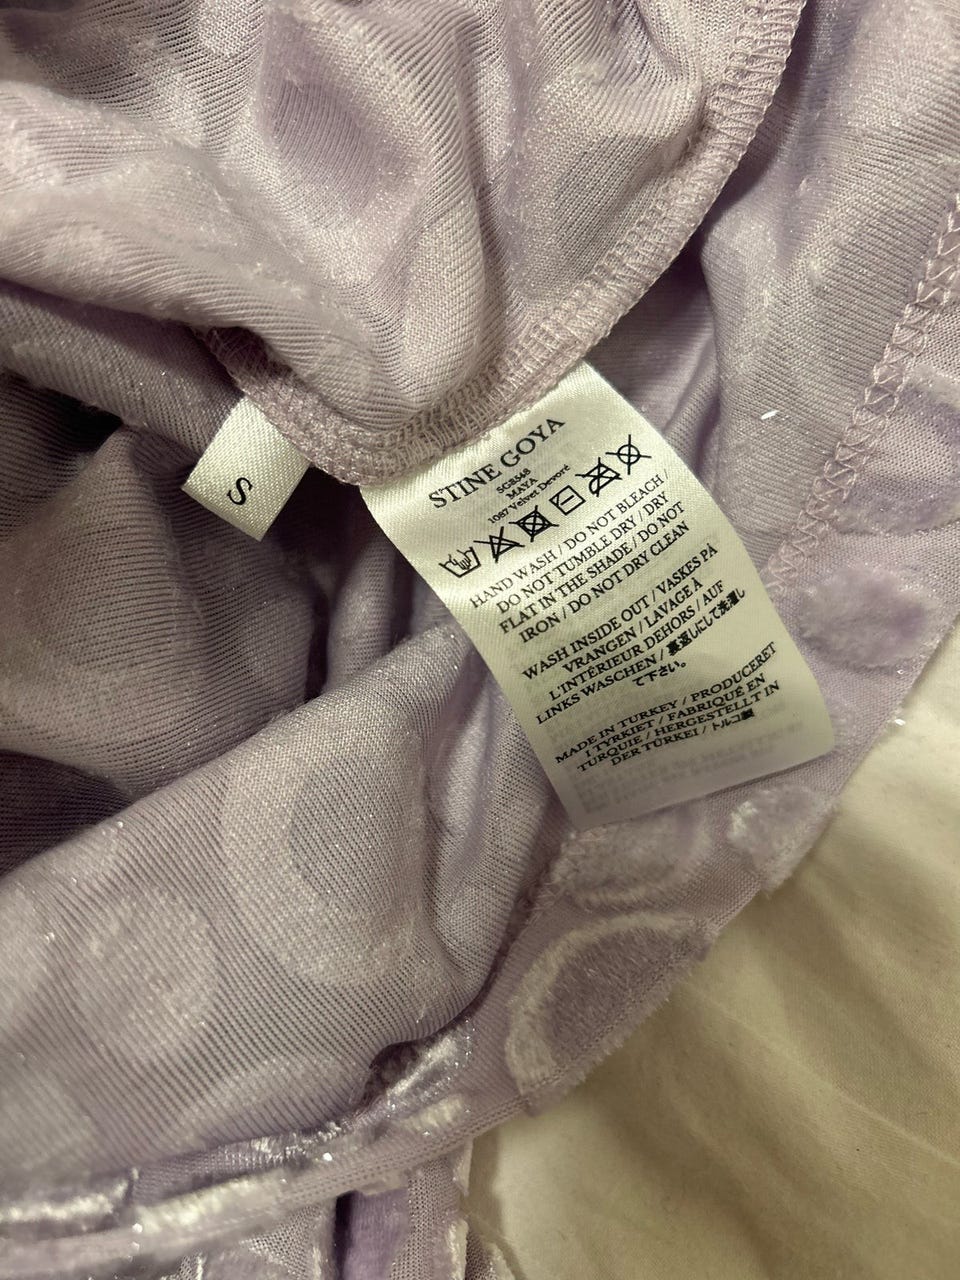 S
STINE GOYA
SG8548
MAYA
1087 Velvet Devoré
HAND WASH / DO NOT BLEACH /
DO NOT TUMBLE DRY / DRY
FLAT IN THE SHADE / DO NOT
IRON / DO NOT DRY CLEAN
WASH INSIDE OUT / VASKES PÅ
VRANGEN / LAVAGE À
L'INTÉRIEUR DEHORS / AUF
LINKS WASCHEN / 裏返しにして洗濯し
て下さい。
MADE IN TURKEY / PRODUCERET
I TYRKIET / FABRIQUÉ EN
TURQUIE / HERGESTELLT IN
DER TÜRKEI / トルコ製